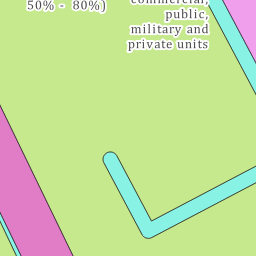 50% - 80%)
commercial,
public,
military and
private units